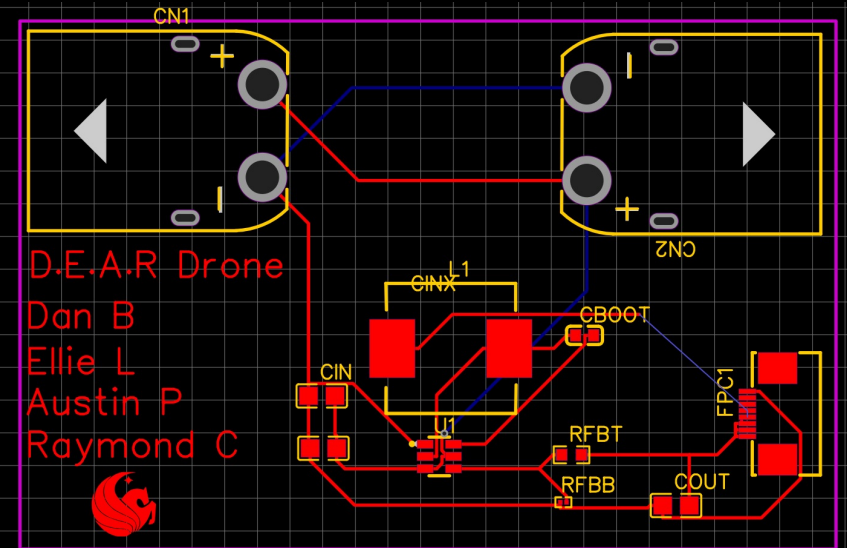 CN1
+
−
−
+
CN2
D.E.A.R Drone
L1
CINX
Dan B
CBOOT
Ellie L
CIN
FPC1
Austin P
U1
Raymond C
RFBT
RFBB
COUT